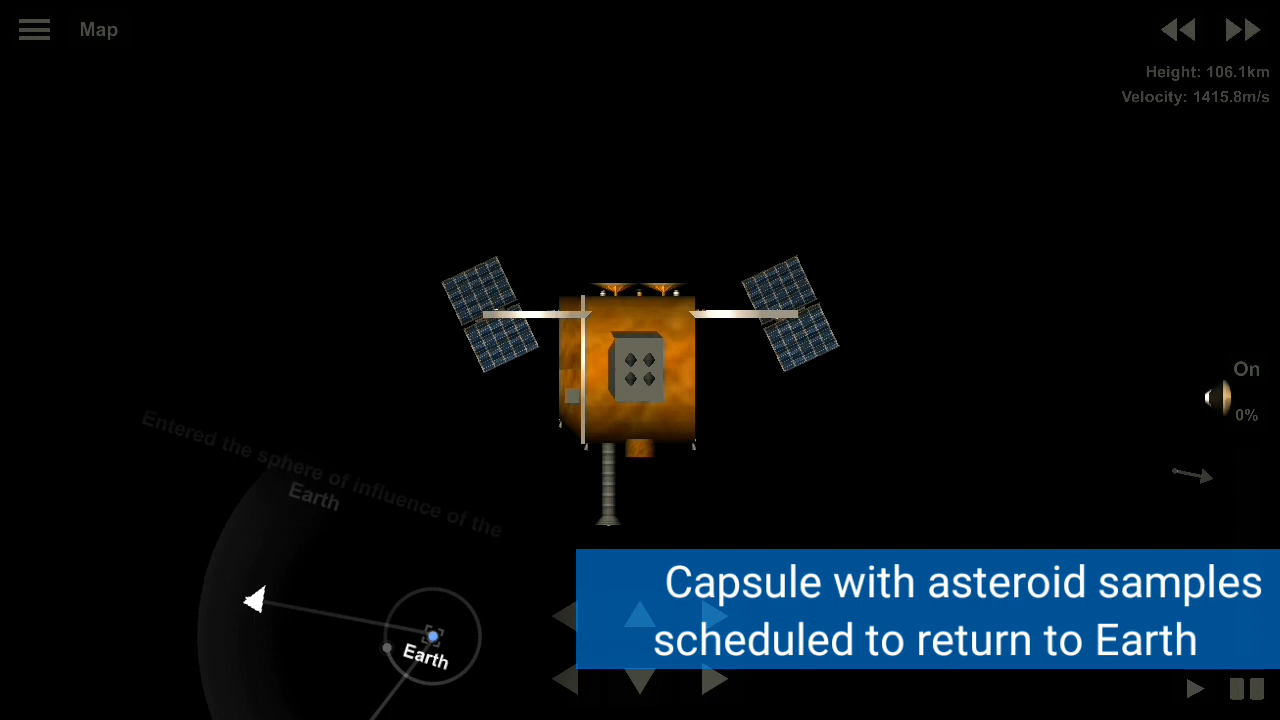 Map
Height: 106.1km
Velocity: 1415.8m/s
On
0%
Entered the sphere of influence of the
Earth
Earth
Capsule with asteroid samples
scheduled to return to Earth